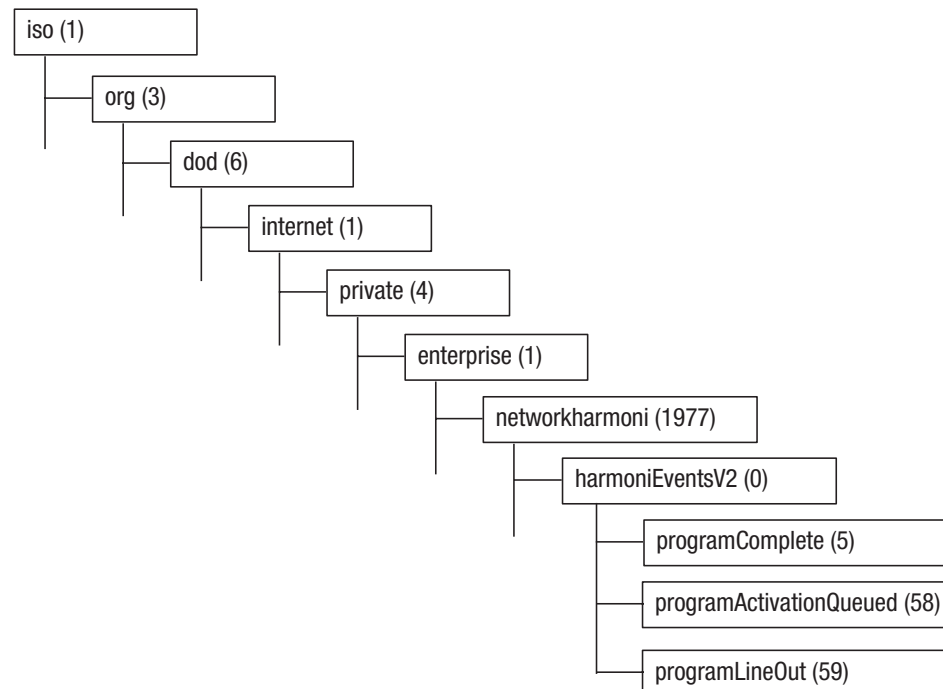 iso (1)
org (3)
dod (6)
internet (1)
private (4)
enterprise (1)
networkharmoni (1977)
harmoniEventsV2 (0)
programComplete (5)
programActivationQueued (58)
programLineOut (59)